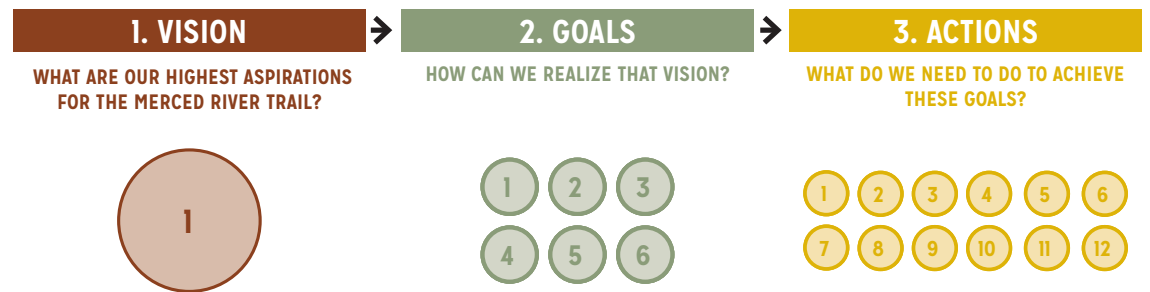 1. VISION
2. GOALS
3. ACTIONS
WHAT ARE OUR HIGHEST ASPIRATIONS
FOR THE MERCED RIVER TRAIL?
HOW CAN WE REALIZE THAT VISION?
WHAT DO WE NEED TO DO TO ACHIEVE
THESE GOALS?
1
1 2 3
4 5 6
1 2 3 4 5 6
7 8 9 10 11 12